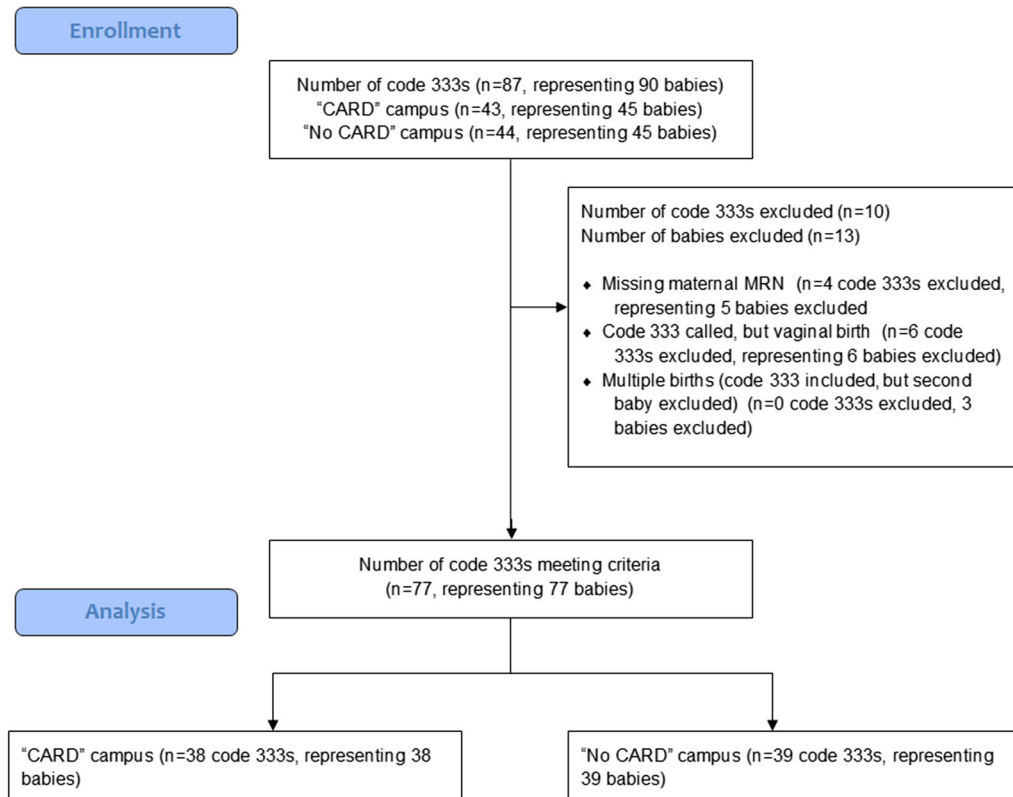 Enrollment
Number of code 333s (n=87, representing 90 babies)
“CARD” campus (n=43, representing 45 babies)
“No CARD” campus (n=44, representing 45 babies)
Number of code 333s excluded (n=10)
Number of babies excluded (n=13)
♦ Missing maternal MRN (n=4 code 333s excluded,
representing 5 babies excluded
♦ Code 333 called, but vaginal birth (n=6 code
333s excluded, representing 6 babies excluded)
♦ Multiple births (code 333 included, but second
baby excluded) (n=0 code 333s excluded, 3
babies excluded)
Number of code 333s meeting criteria
(n=77, representing 77 babies)
Analysis
“CARD” campus (n=38 code 333s, representing 38
babies)
“No CARD” campus (n=39 code 333s, representing
39 babies)